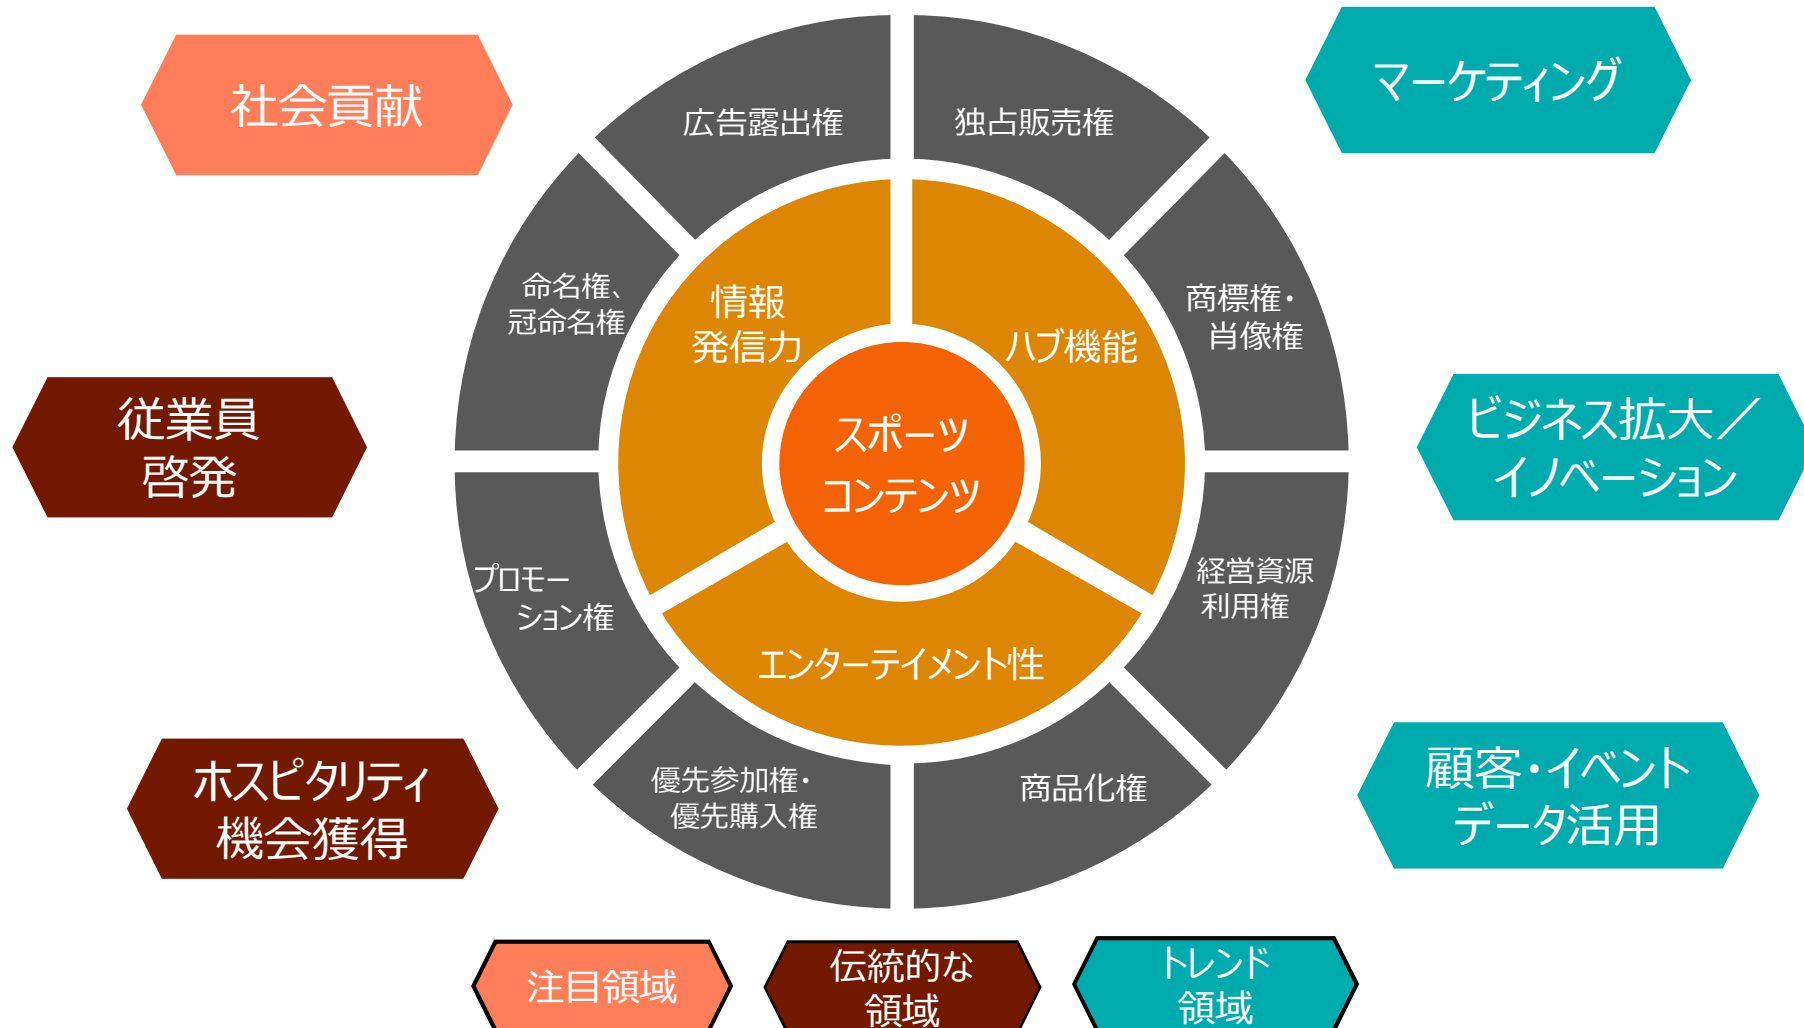 社会貢献
マーケティング
広告露出権
独占販売権
命名権、
冠命名権
商標権・
肖像権
情報
発信力
ハブ機能
従業員
啓発
スポーツ
コンテンツ
ビジネス拡大／
イノベーション
プロモー
ション権
経営資源
利用権
エンターテイメント性
ホスピタリティ
機会獲得
優先参加権・
優先購入権
商品化権
顧客・イベント
データ活用
注目領域
伝統的な
領域
トレンド
領域